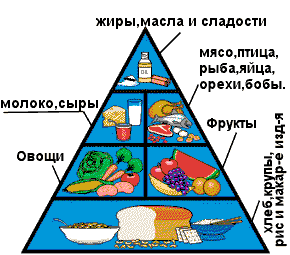 жиры,масла и сладости
мясо,птица,
рыба,яйца,
орехи,бобы.
молоко,сыры
Фрукты
Овощи
хлеб,крупы,
рис и макар-е изд-я
OIL